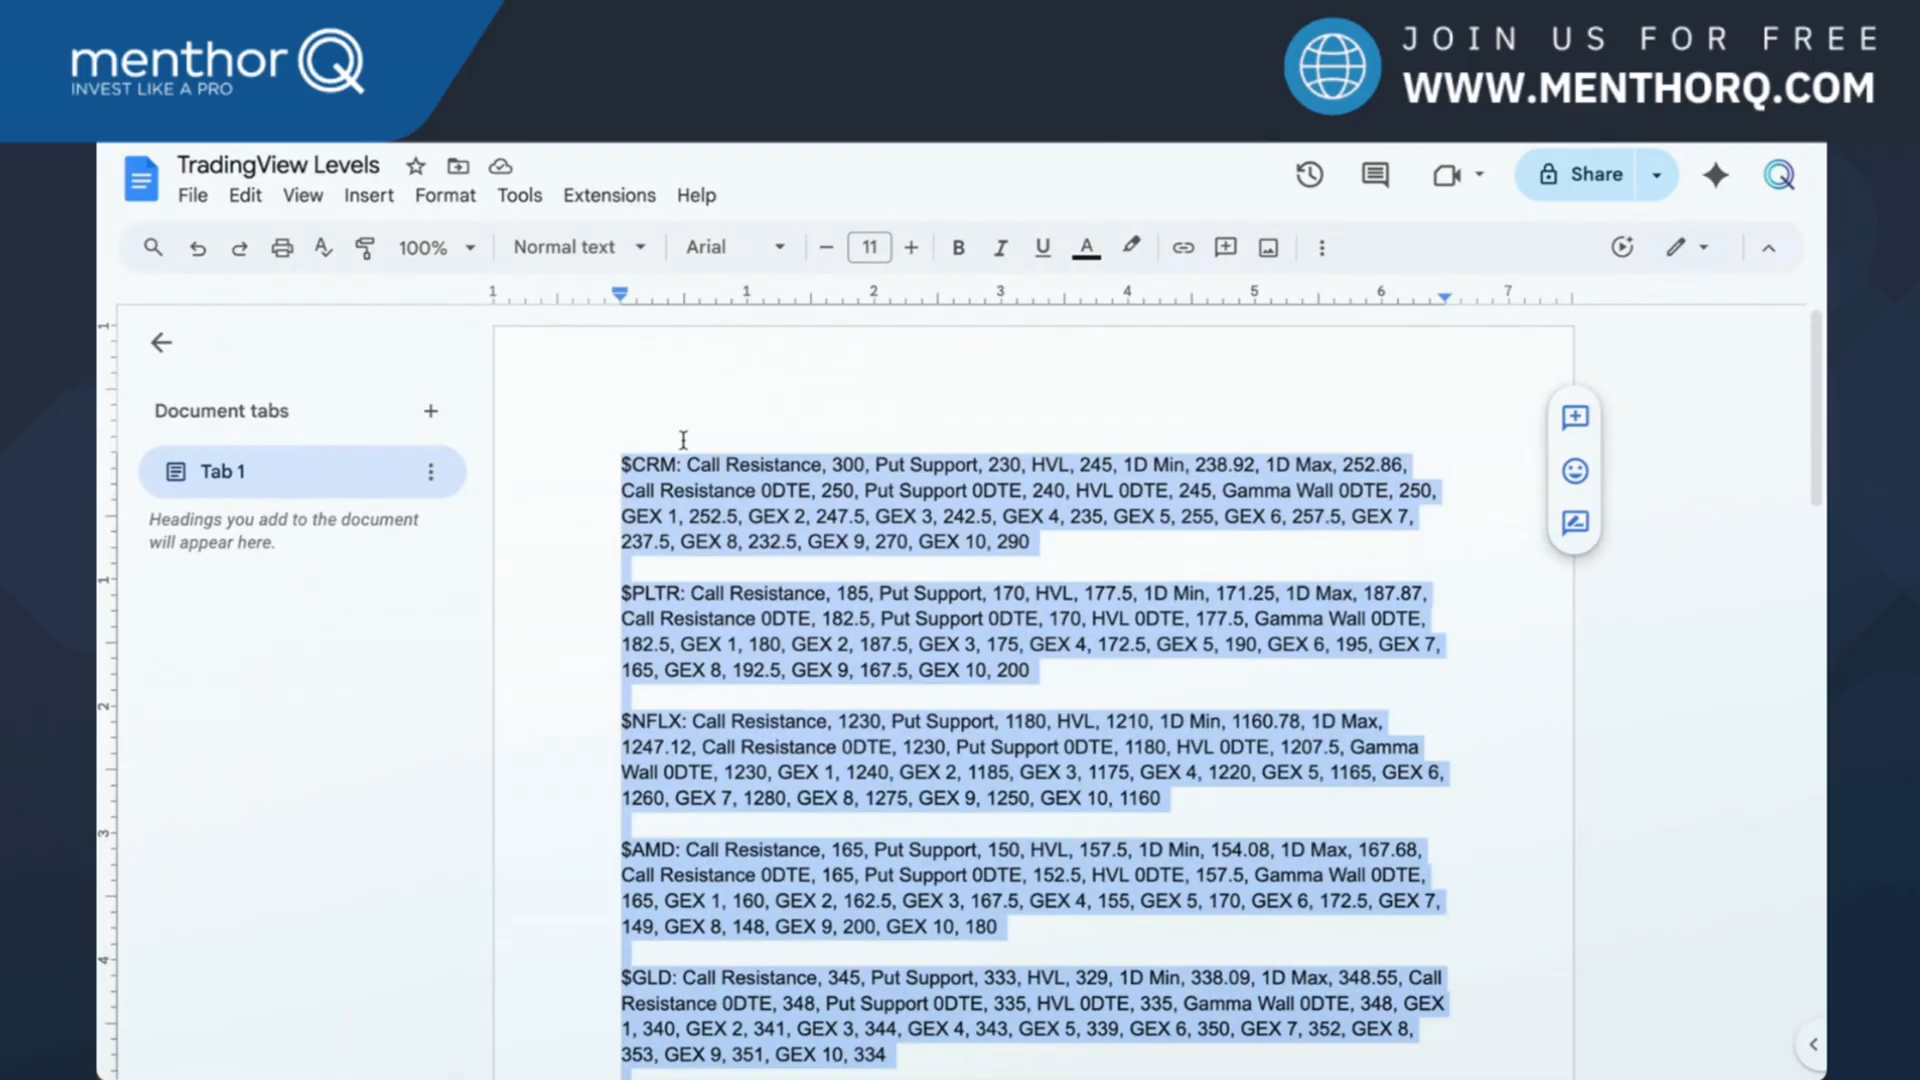 menthorQ
INVEST LIKE A PRO
JOIN US FOR FREE
WWW.MENTHORQ.COM
TradingView Levels
Share
File Edit View Insert Format Tools Extensions Help
100% Normal text Arial 11 B I U A
1 1 2 3 4 5 6 7
Document tabs
Tab 1
Headings you add to the document
will appear here.
1
1
2
3
4
$CRM: Call Resistance, 300, Put Support, 230, HVL, 245, 1D Min, 238.92, 1D Max, 252.86,
Call Resistance 0DTE, 250, Put Support 0DTE, 240, HVL 0DTE, 245, Gamma Wall 0DTE, 250,
GEX 1, 252.5, GEX 2, 247.5, GEX 3, 242.5, GEX 4, 235, GEX 5, 255, GEX 6, 257.5, GEX 7,
237.5, GEX 8, 232.5, GEX 9, 270, GEX 10, 290
$PLTR: Call Resistance, 185, Put Support, 170, HVL, 177.5, 1D Min, 171.25, 1D Max, 187.87,
Call Resistance 0DTE, 182.5, Put Support 0DTE, 170, HVL 0DTE, 177.5, Gamma Wall 0DTE,
182.5, GEX 1, 180, GEX 2, 187.5, GEX 3, 175, GEX 4, 172.5, GEX 5, 190, GEX 6, 195, GEX 7,
165, GEX 8, 192.5, GEX 9, 167.5, GEX 10, 200
$NFLX: Call Resistance, 1230, Put Support, 1180, HVL, 1210, 1D Min, 1160.78, 1D Max,
1247.12, Call Resistance 0DTE, 1230, Put Support 0DTE, 1180, HVL 0DTE, 1207.5, Gamma
Wall 0DTE, 1230, GEX 1, 1240, GEX 2, 1185, GEX 3, 1175, GEX 4, 1220, GEX 5, 1165, GEX 6,
1260, GEX 7, 1280, GEX 8, 1275, GEX 9, 1250, GEX 10, 1160
$AMD: Call Resistance, 165, Put Support, 150, HVL, 157.5, 1D Min, 154.08, 1D Max, 167.68,
Call Resistance 0DTE, 165, Put Support 0DTE, 152.5, HVL 0DTE, 157.5, Gamma Wall 0DTE,
165, GEX 1, 160, GEX 2, 162.5, GEX 3, 167.5, GEX 4, 155, GEX 5, 170, GEX 6, 172.5, GEX 7,
149, GEX 8, 148, GEX 9, 200, GEX 10, 180
$GLD: Call Resistance, 345, Put Support, 333, HVL, 329, 1D Min, 338.09, 1D Max, 348.55, Call
Resistance 0DTE, 348, Put Support 0DTE, 335, HVL 0DTE, 335, Gamma Wall 0DTE, 348, GEX
1, 340, GEX 2, 341, GEX 3, 344, GEX 4, 343, GEX 5, 339, GEX 6, 350, GEX 7, 352, GEX 8,
353, GEX 9, 351, GEX 10, 334